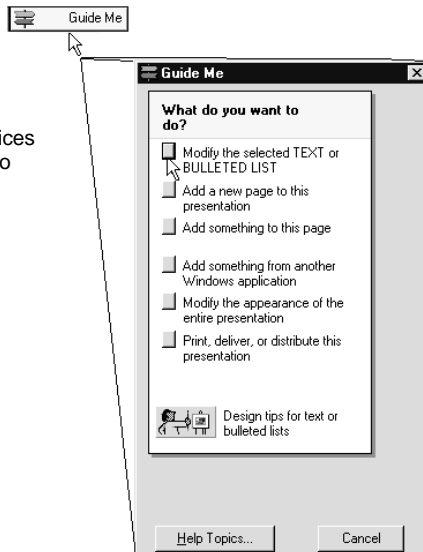 Guide Me
Guide Me
What do you want to
do?
Modify the selected TEXT or
BULLETED LIST
Add a new page to this
presentation
Add something to this page
Add something from another
Windows application
Modify the appearance of the
entire presentation
Print, deliver, or distribute this
presentation
Design tips for text or
bulleted lists
Help Topics...
Cancel